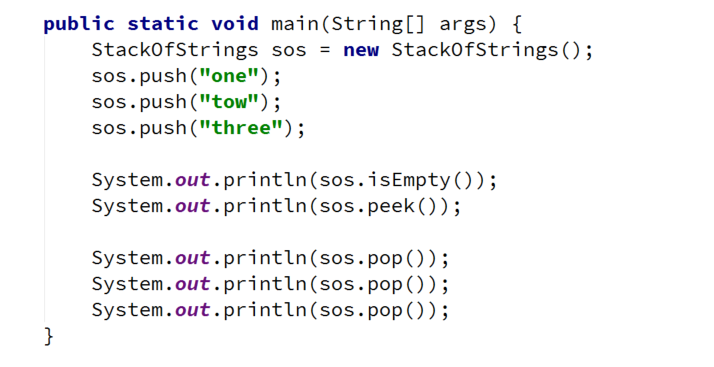 public static void main(String[] args) {
    StackOfStrings sos = new StackOfStrings();
    sos.push("one");
    sos.push("tow");
    sos.push("three");

    System.out.println(sos.isEmpty());
    System.out.println(sos.peek());

    System.out.println(sos.pop());
    System.out.println(sos.pop());
    System.out.println(sos.pop());
}